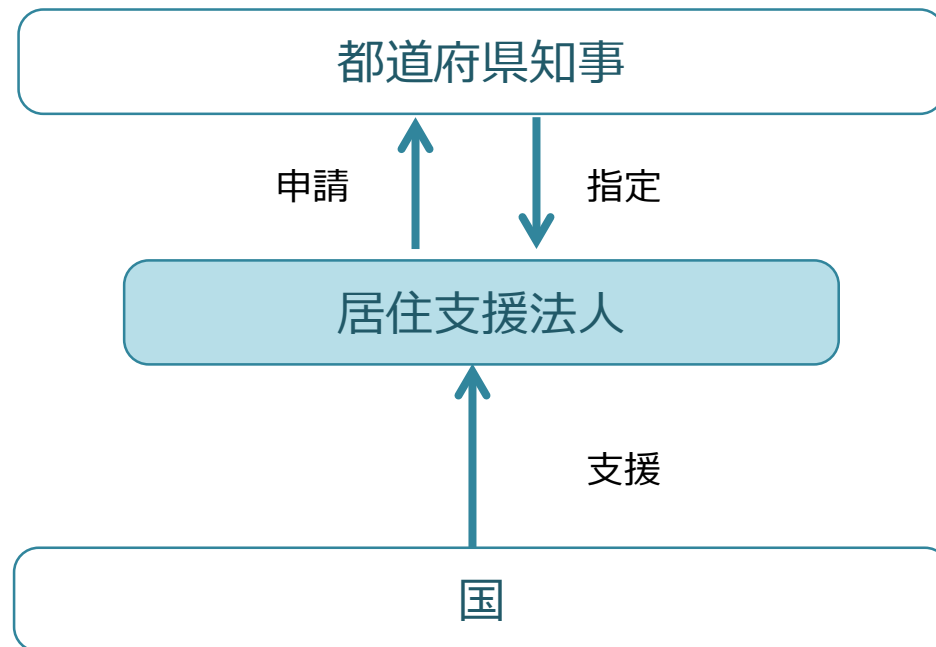 都道府県知事
申請
指定
居住支援法人
支援
国